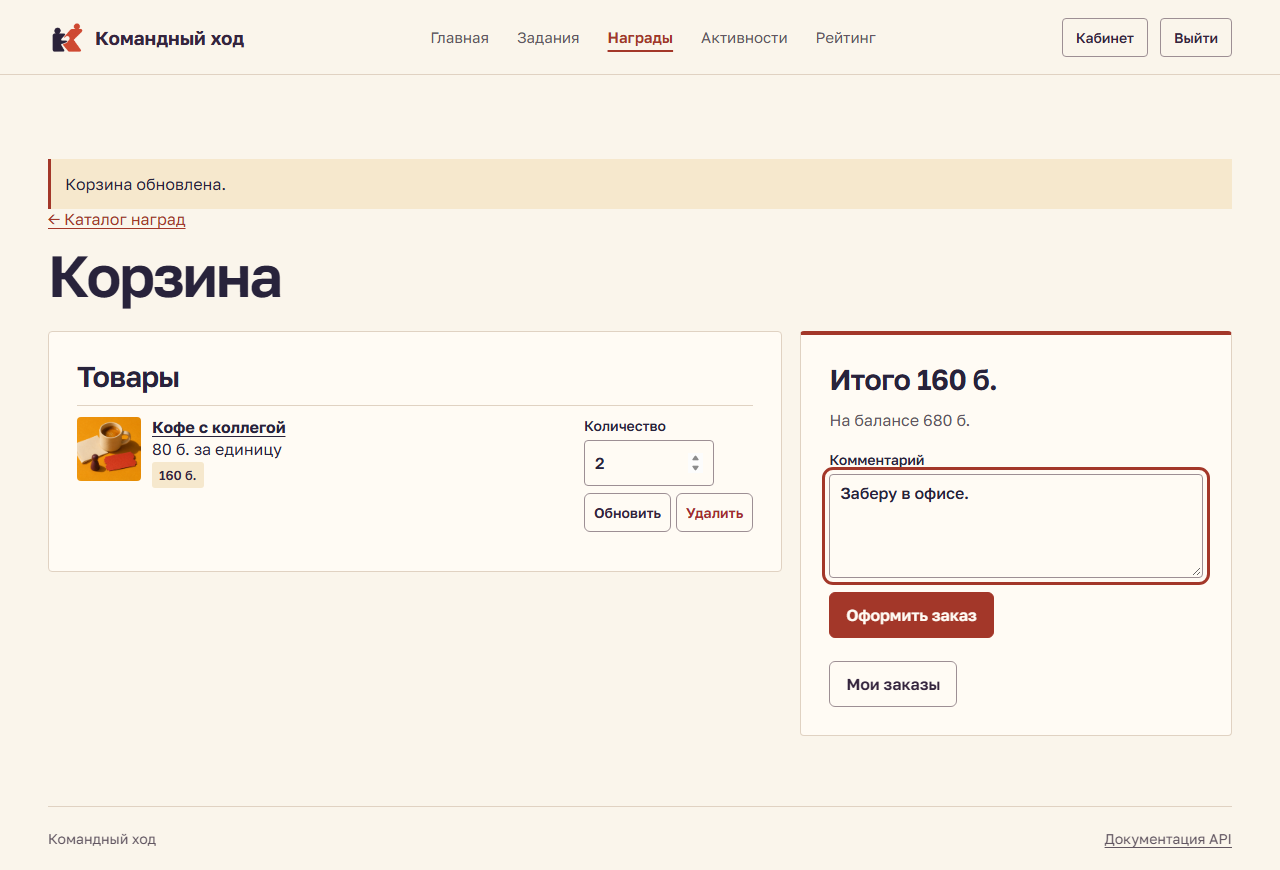 Командный ход
Главная
Задания
Награды
Активности
Рейтинг
Кабинет
Выйти
Корзина обновлена.
← Каталог наград
Корзина
Товары
Кофе с коллегой
80 б. за единицу
160 б.
Количество
2
Обновить
Удалить
Итого 160 б.
На балансе 680 б.
Комментарий
Заберу в офисе.
Оформить заказ
Мои заказы
Командный ход
Документация API